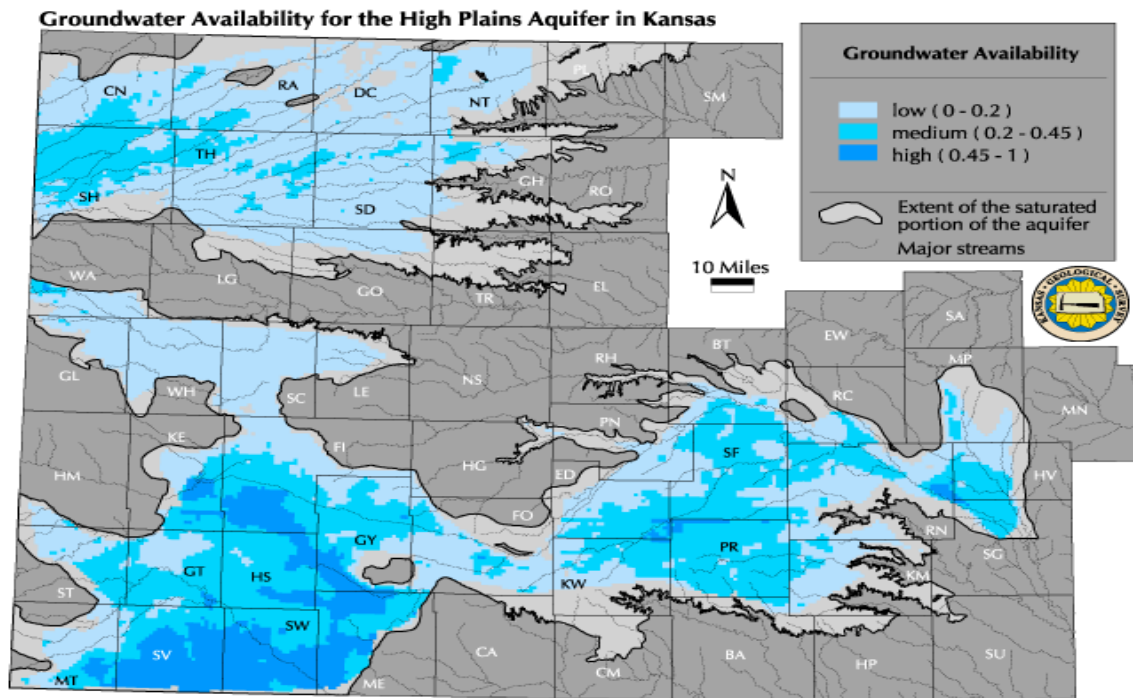 Groundwater Availability for the High Plains Aquifer in Kansas
Groundwater Availability
low ( 0 - 0.2 )
medium ( 0.2 - 0.45 )
high ( 0.45 - 1 )
Extent of the saturated
portion of the aquifer
Major streams
N
10 Miles
KANSAS GEOLOGICAL SURVEY
CN RA DC NT PL SM
SH TH SD GH RO
WA LG GO TR EL
GL WH SC LE NS RH BT EW SA
RC MP MN
HM KE FI HG PN ED SF HV
ST GT HS GY FO KW PR RN KM SG
MT SV SW ME CA CM BA HP SU